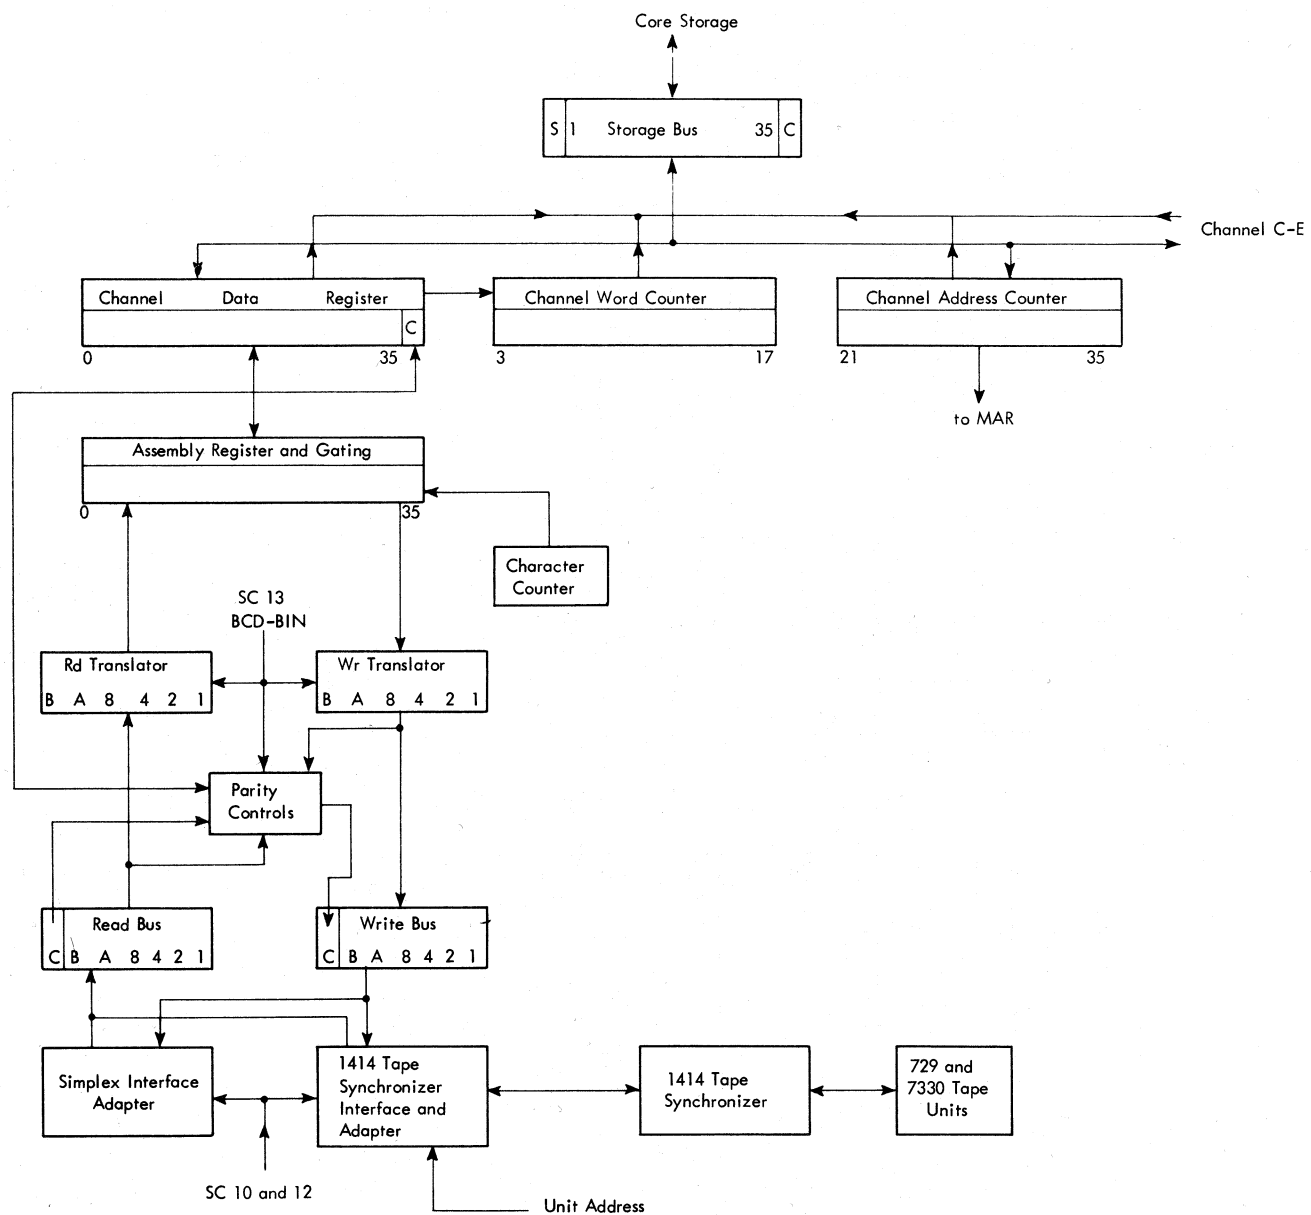 Core Storage
S 1 Storage Bus 35 C
Channel C-E
Channel Data Register
C
0 35
Channel Word Counter
3 17
Channel Address Counter
21 35
to MAR
Assembly Register and Gating
0 35
Character
Counter
SC 13
BCD-BIN
Rd Translator
B A 8 4 2 1
Wr Translator
B A 8 4 2 1
Parity
Controls
Read Bus
C B A 8 4 2 1
Write Bus
C B A 8 4 2 1
Simplex Interface
Adapter
1414 Tape
Synchronizer
Interface and
Adapter
1414 Tape
Synchronizer
729 and
7330 Tape
Units
SC 10 and 12
Unit Address